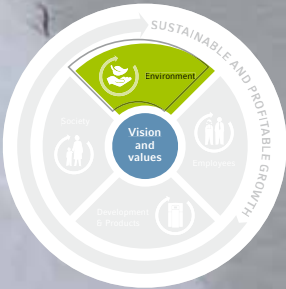 SUSTAINABLE AND PROFITABLE GROWTH
Environment
Society
Vision
and
values
Employees
Development
& Products